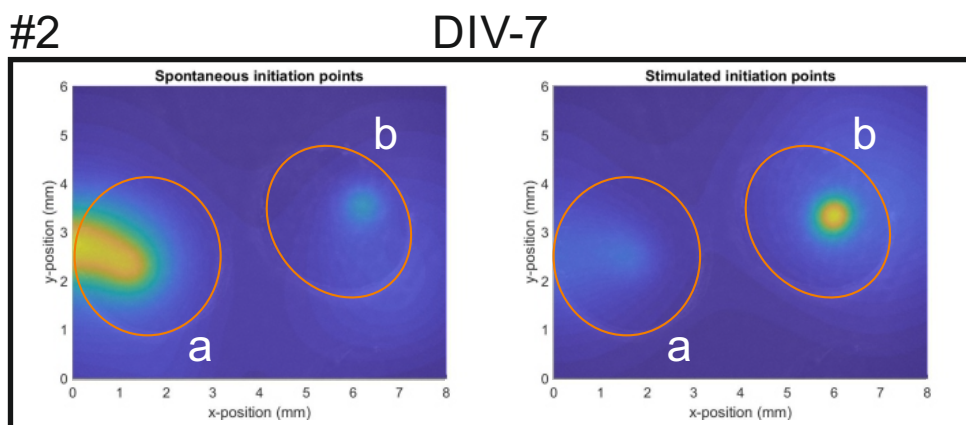 #2 DIV-7
Spontaneous initiation points
6
5
4
3
2
1
0
y-position (mm)
a
b
0 1 2 3 4 5 6 7 8
x-position (mm)
Stimulated initiation points
6
5
4
3
2
1
0
y-position (mm)
a
b
0 1 2 3 4 5 6 7 8
x-position (mm)